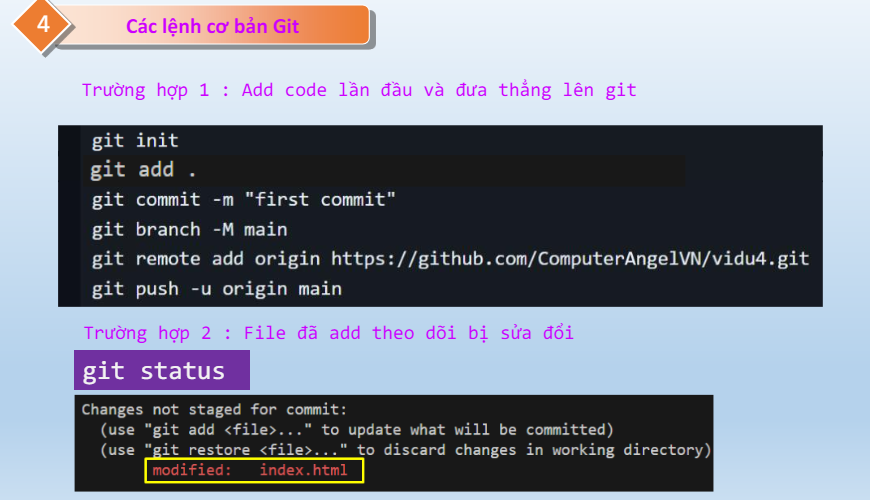 4
Các lệnh cơ bản Git
Trường hợp 1 : Add code lần đầu và đưa thẳng lên git
git init
git add .
git commit -m "first commit"
git branch -M main
git remote add origin https://github.com/ComputerAngelVN/vidu4.git
git push -u origin main
Trường hợp 2 : File đã add theo dõi bị sửa đổi
git status
Changes not staged for commit:
(use "git add <file>..." to update what will be committed)
(use "git restore <file>..." to discard changes in working directory)
modified: index.html